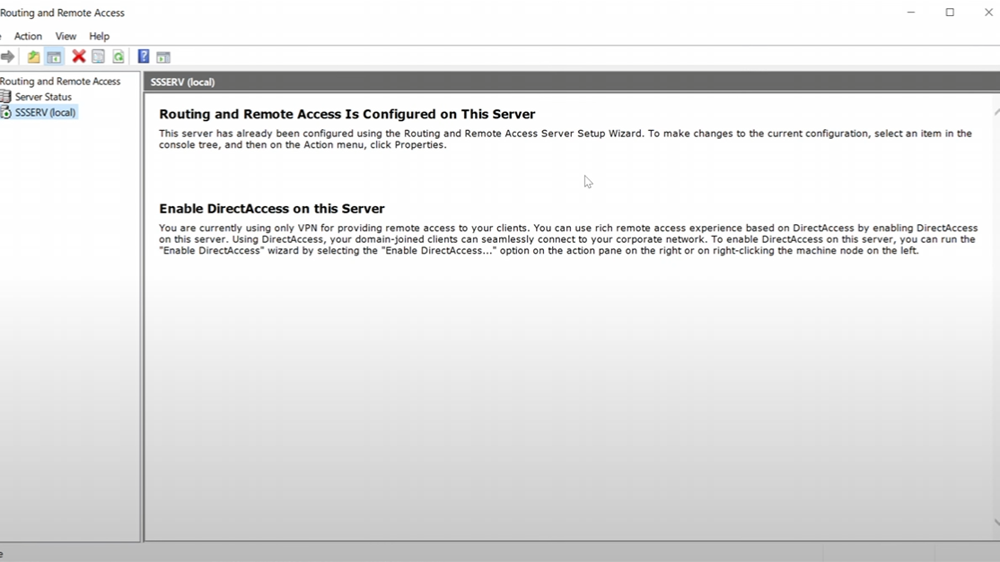 Routing and Remote Access
Action View Help
Routing and Remote Access
Server Status
SSSERV (local)
SSSERV (local)
Routing and Remote Access Is Configured on This Server
This server has already been configured using the Routing and Remote Access Server Setup Wizard. To make changes to the current configuration, select an item in the
console tree, and then on the Action menu, click Properties.
Enable DirectAccess on this Server
You are currently using only VPN for providing remote access to your clients. You can use rich remote access experience based on DirectAccess by enabling DirectAccess
on this server. Using DirectAccess, your domain-joined clients can seamlessly connect to your corporate network. To enable DirectAccess on this server, you can run the
"Enable DirectAccess" wizard by selecting the "Enable DirectAccess..." option on the action pane on the right or on right-clicking the machine node on the left.